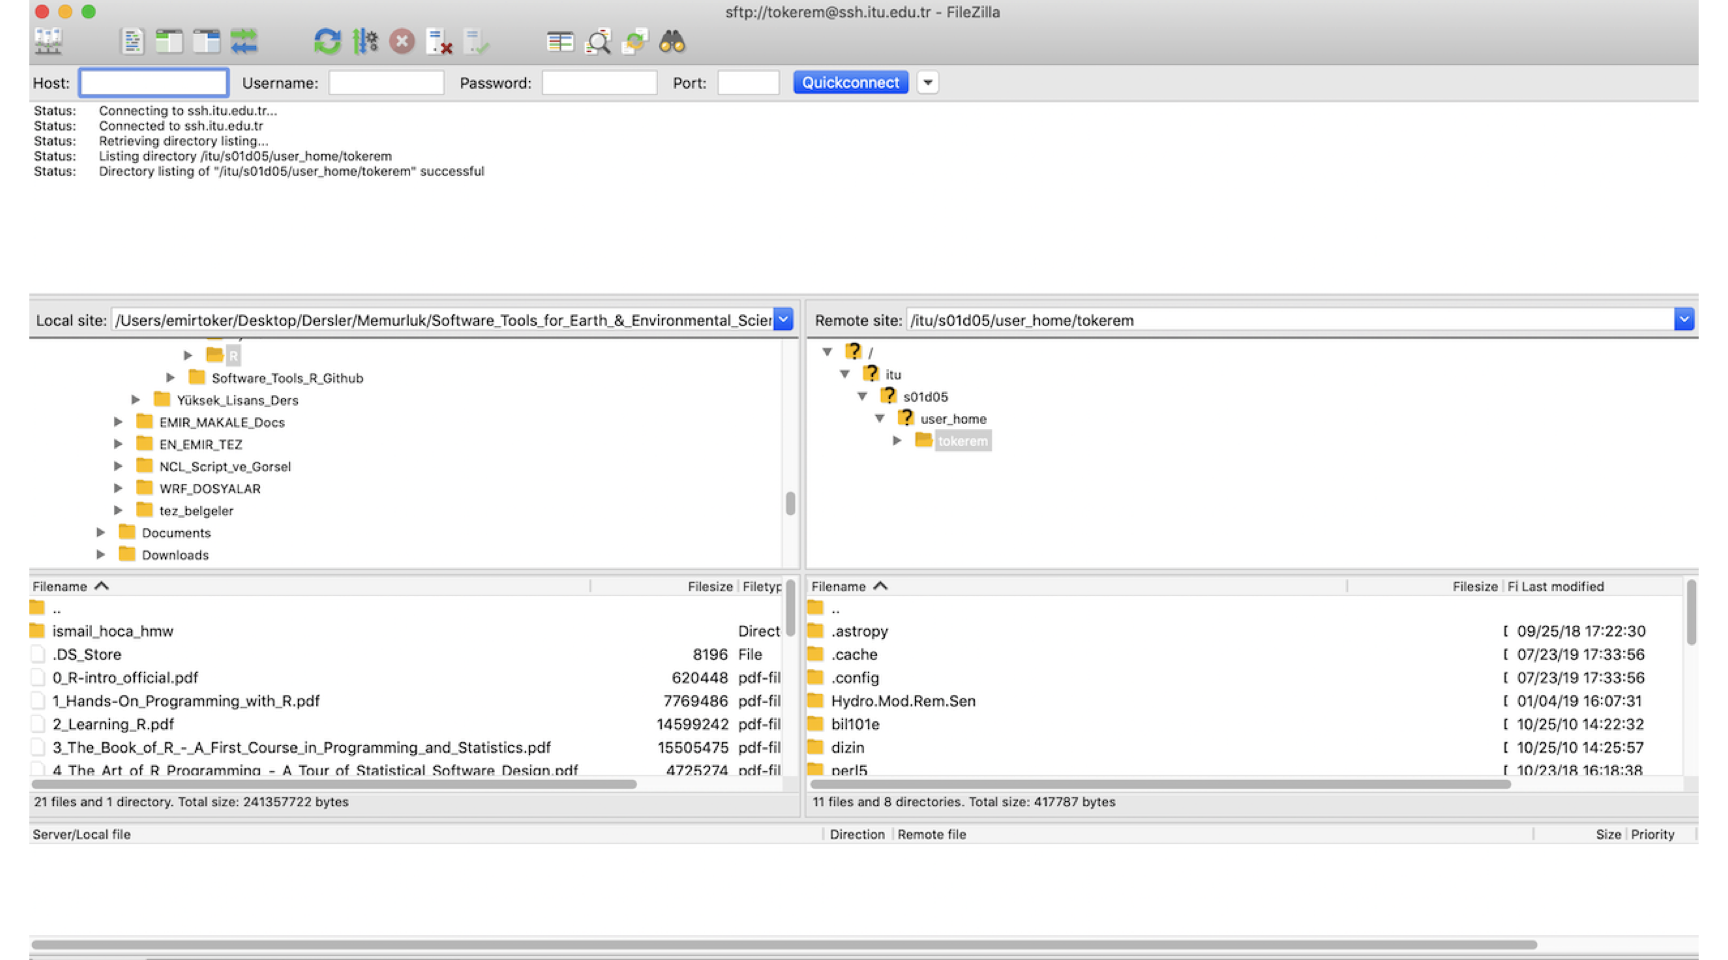 sftp://tokerem@ssh.itu.edu.tr - FileZilla
Host: Username: Password: Port: Quickconnect
Status: Connecting to ssh.itu.edu.tr...
Status: Connected to ssh.itu.edu.tr
Status: Retrieving directory listing...
Status: Listing directory /itu/s01d05/user_home/tokerem
Status: Directory listing of "/itu/s01d05/user_home/tokerem" successful
Local site: /Users/emirtoker/Desktop/Dersler/Memurluk/Software_Tools_for_Earth_&_Environmental_Scier
R
Software_Tools_R_Github
Yüksek_Lisans_Ders
EMIR_MAKALE_Docs
EN_EMIR_TEZ
NCL_Script_ve_Gorsel
WRF_DOSYALAR
tez_belgeler
Documents
Downloads
Remote site: /itu/s01d05/user_home/tokerem
? /
? itu
? s01d05
? user_home
tokerem
Filename Filesize Filetyp
..
ismail_hoca_hmw Direct
.DS_Store 8196 File
0_R-intro_official.pdf 620448 pdf-fil
1_Hands-On_Programming_with_R.pdf 7769486 pdf-fil
2_Learning_R.pdf 14599242 pdf-fil
3_The_Book_of_R_-_A_First_Course_in_Programming_and_Statistics.pdf 15505475 pdf-fil
4_The_Art_of_R_Programming_-_A_Tour_of_Statistical_Software_Design.pdf 4725274 pdf-fil
21 files and 1 directory. Total size: 241357722 bytes
Filename Filesize Fi Last modified
..
.astropy 09/25/18 17:22:30
.cache 07/23/19 17:33:56
.config 07/23/19 17:33:56
Hydro.Mod.Rem.Sen 01/04/19 16:07:31
bil101e 10/25/10 14:22:32
dizin 10/25/10 14:25:57
perl5 10/23/18 16:18:38
11 files and 8 directories. Total size: 417787 bytes
Server/Local file Direction Remote file Size Priority